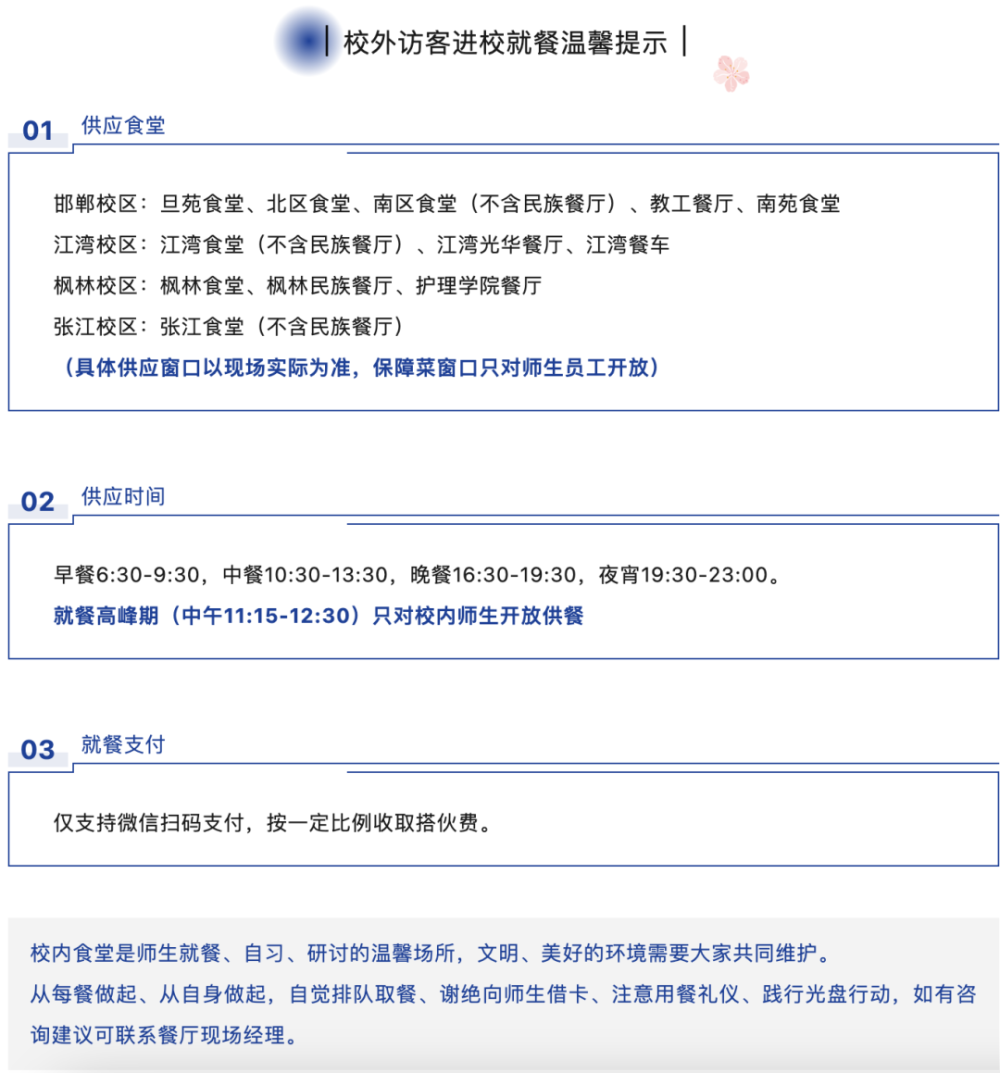 校外访客进校就餐温馨提示
01 供应食堂
邯郸校区：旦苑食堂、北区食堂、南区食堂（不含民族餐厅）、教工餐厅、南苑食堂
江湾校区：江湾食堂（不含民族餐厅）、江湾光华餐厅、江湾餐车
枫林校区：枫林食堂、枫林民族餐厅、护理学院餐厅
张江校区：张江食堂（不含民族餐厅）
（具体供应窗口以现场实际为准，保障菜窗口只对师生员工开放）
02 供应时间
早餐6:30-9:30，中餐10:30-13:30，晚餐16:30-19:30，夜宵19:30-23:00。
就餐高峰期（中午11:15-12:30）只对校内师生开放供餐
03 就餐支付
仅支持微信扫码支付，按一定比例收取搭伙费。
校内食堂是师生就餐、自习、研讨的温馨场所，文明、美好的环境需要大家共同维护。
从每餐做起、从自身做起，自觉排队取餐、谢绝向师生借卡、注意用餐礼仪、践行光盘行动，如有咨
询建议可联系餐厅现场经理。